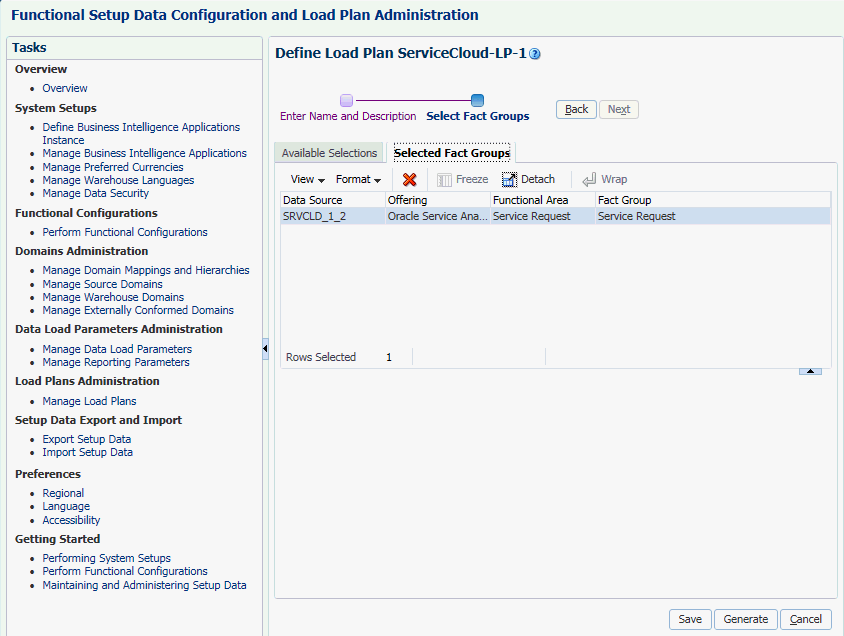 Functional Setup Data Configuration and Load Plan Administration
Tasks
Overview
Overview
System Setups
Define Business Intelligence Applications
Instance
Manage Business Intelligence Applications
Manage Preferred Currencies
Manage Warehouse Languages
Manage Data Security
Functional Configurations
Perform Functional Configurations
Domains Administration
Manage Domain Mappings and Hierarchies
Manage Source Domains
Manage Warehouse Domains
Manage Externally Conformed Domains
Data Load Parameters Administration
Manage Data Load Parameters
Manage Reporting Parameters
Load Plans Administration
Manage Load Plans
Setup Data Export and Import
Export Setup Data
Import Setup Data
Preferences
Regional
Language
Accessibility
Getting Started
Performing System Setups
Perform Functional Configurations
Maintaining and Administering Setup Data
Define Load Plan ServiceCloud-LP-1 ?
Enter Name and Description Select Fact Groups Back Next
Available Selections Selected Fact Groups
View Format Freeze Detach Wrap
Data Source Offering Functional Area Fact Group
SRVCLD_1_2 Oracle Service Ana... Service Request Service Request
Rows Selected 1
Save Generate Cancel